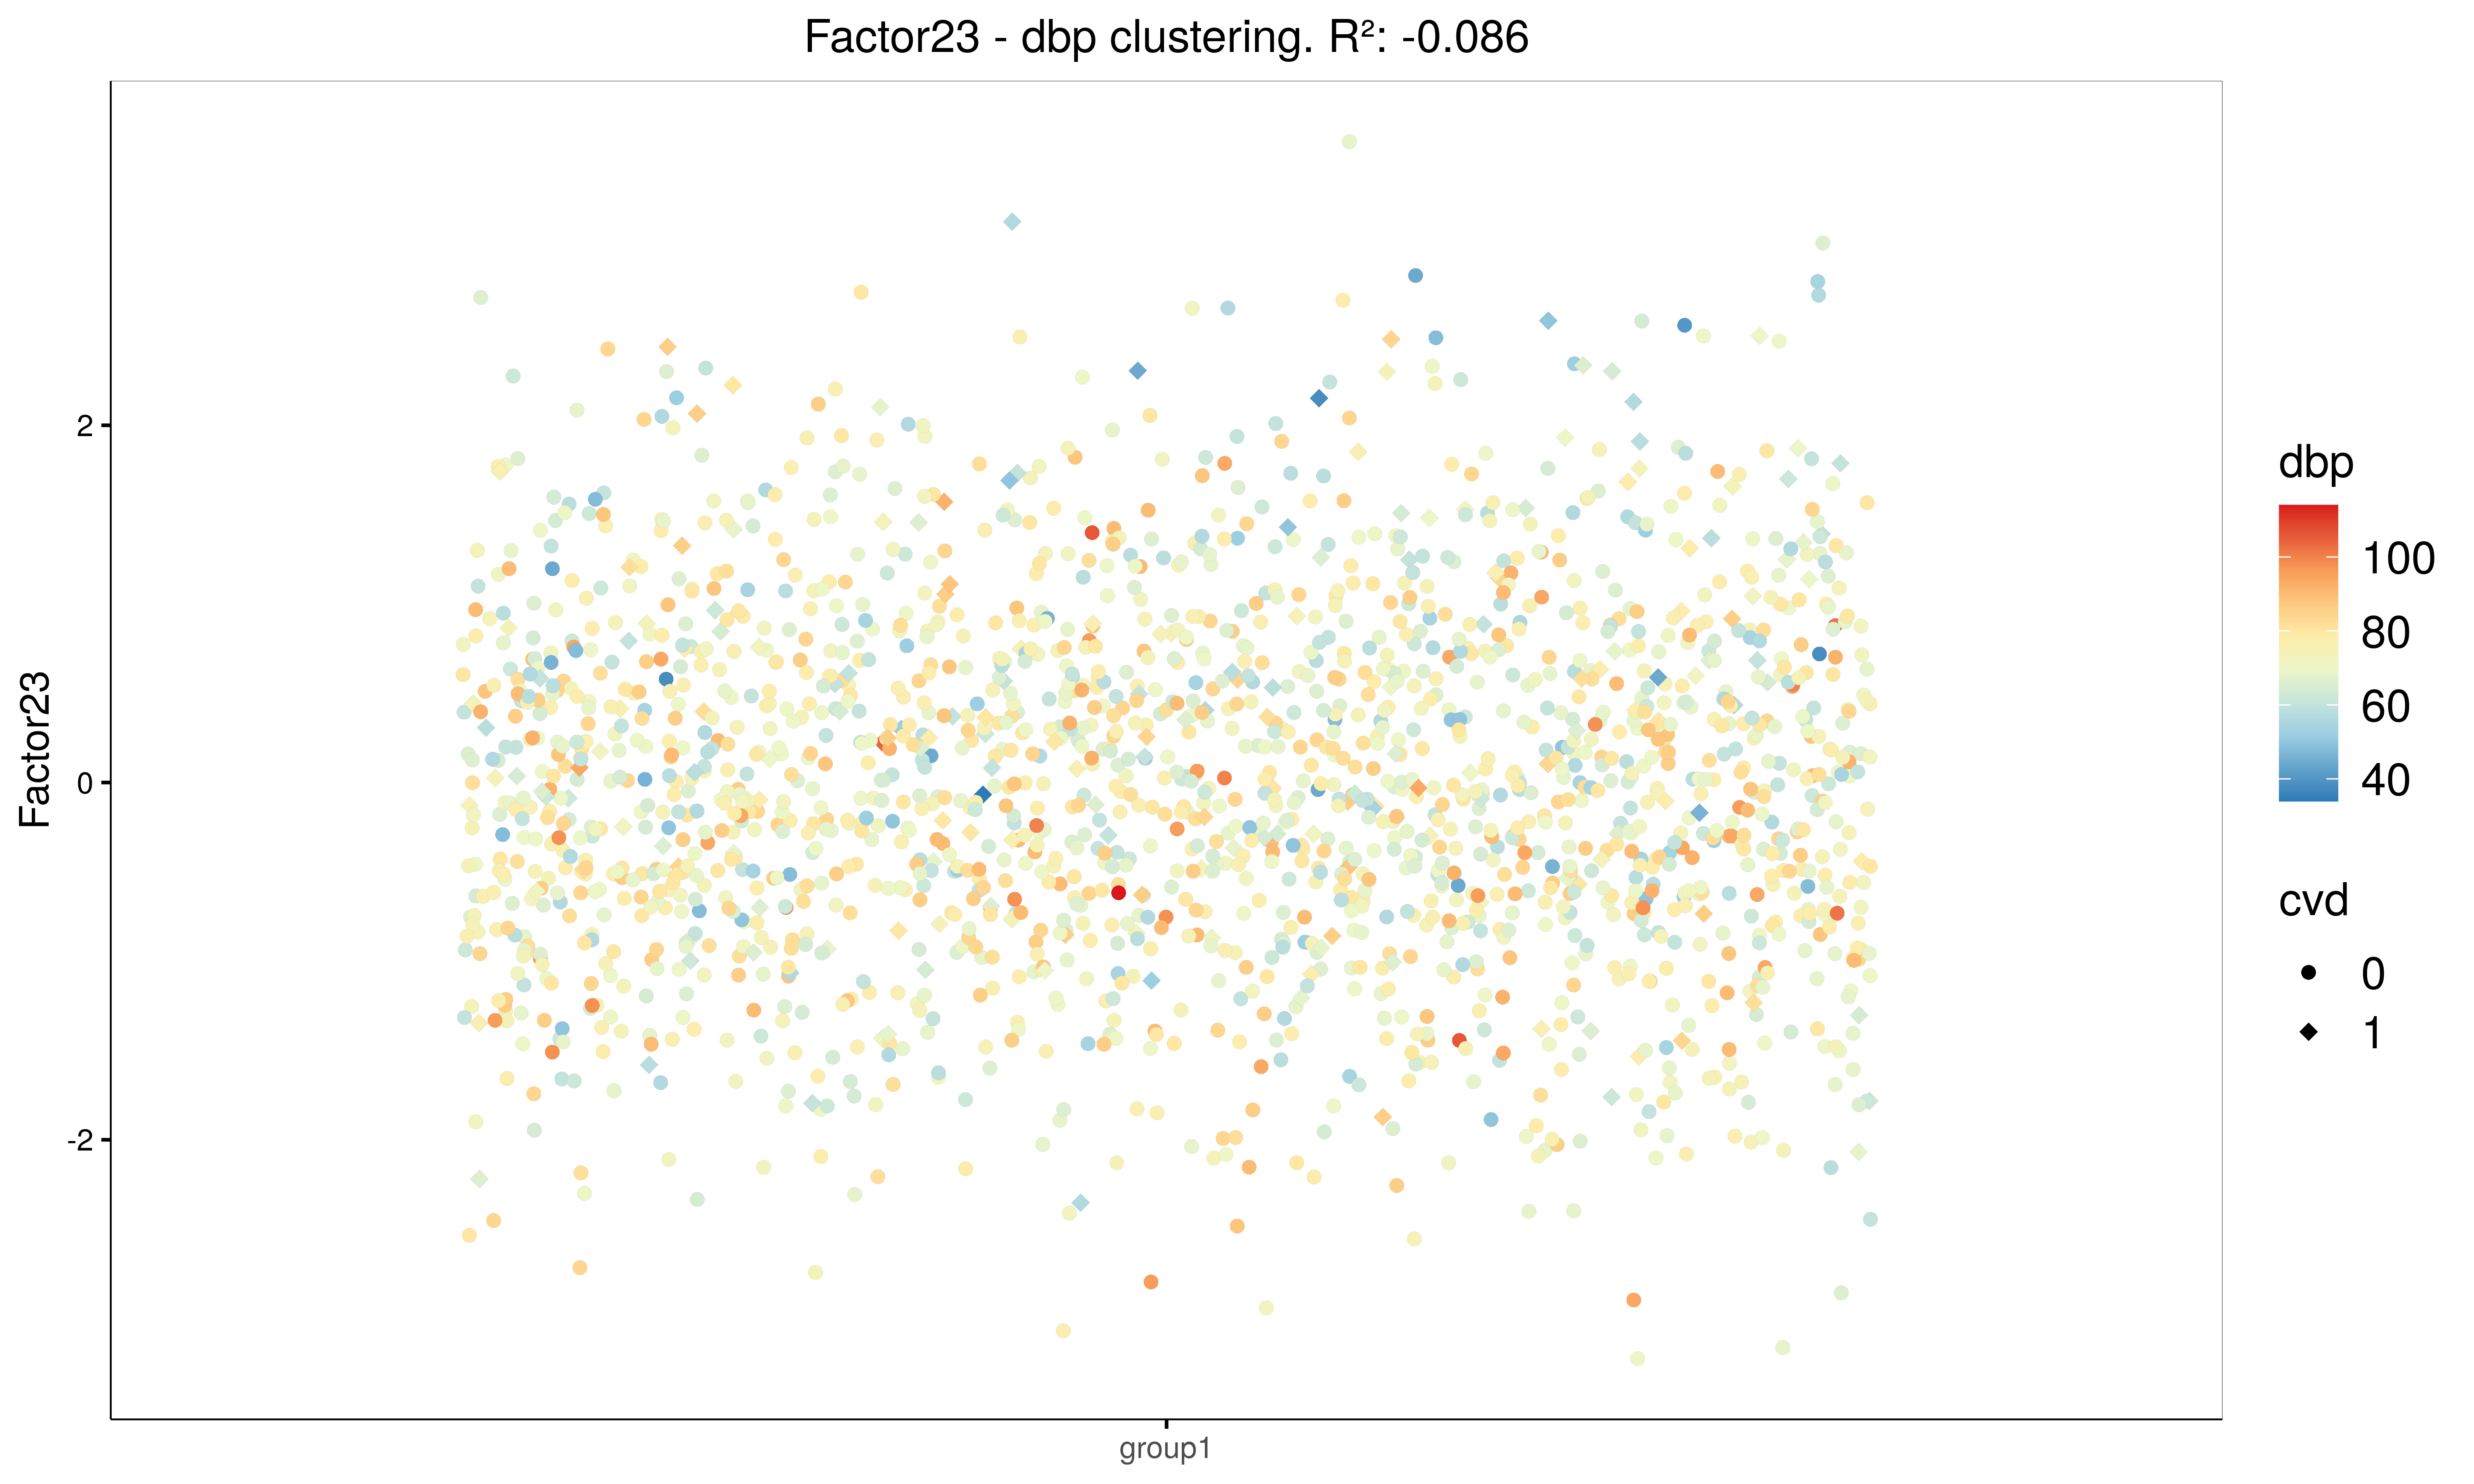 Factor23 - dbp clustering. R²: -0.086
Factor23
2
0
-2
group1
dbp
100
80
60
40
cvd
0
1